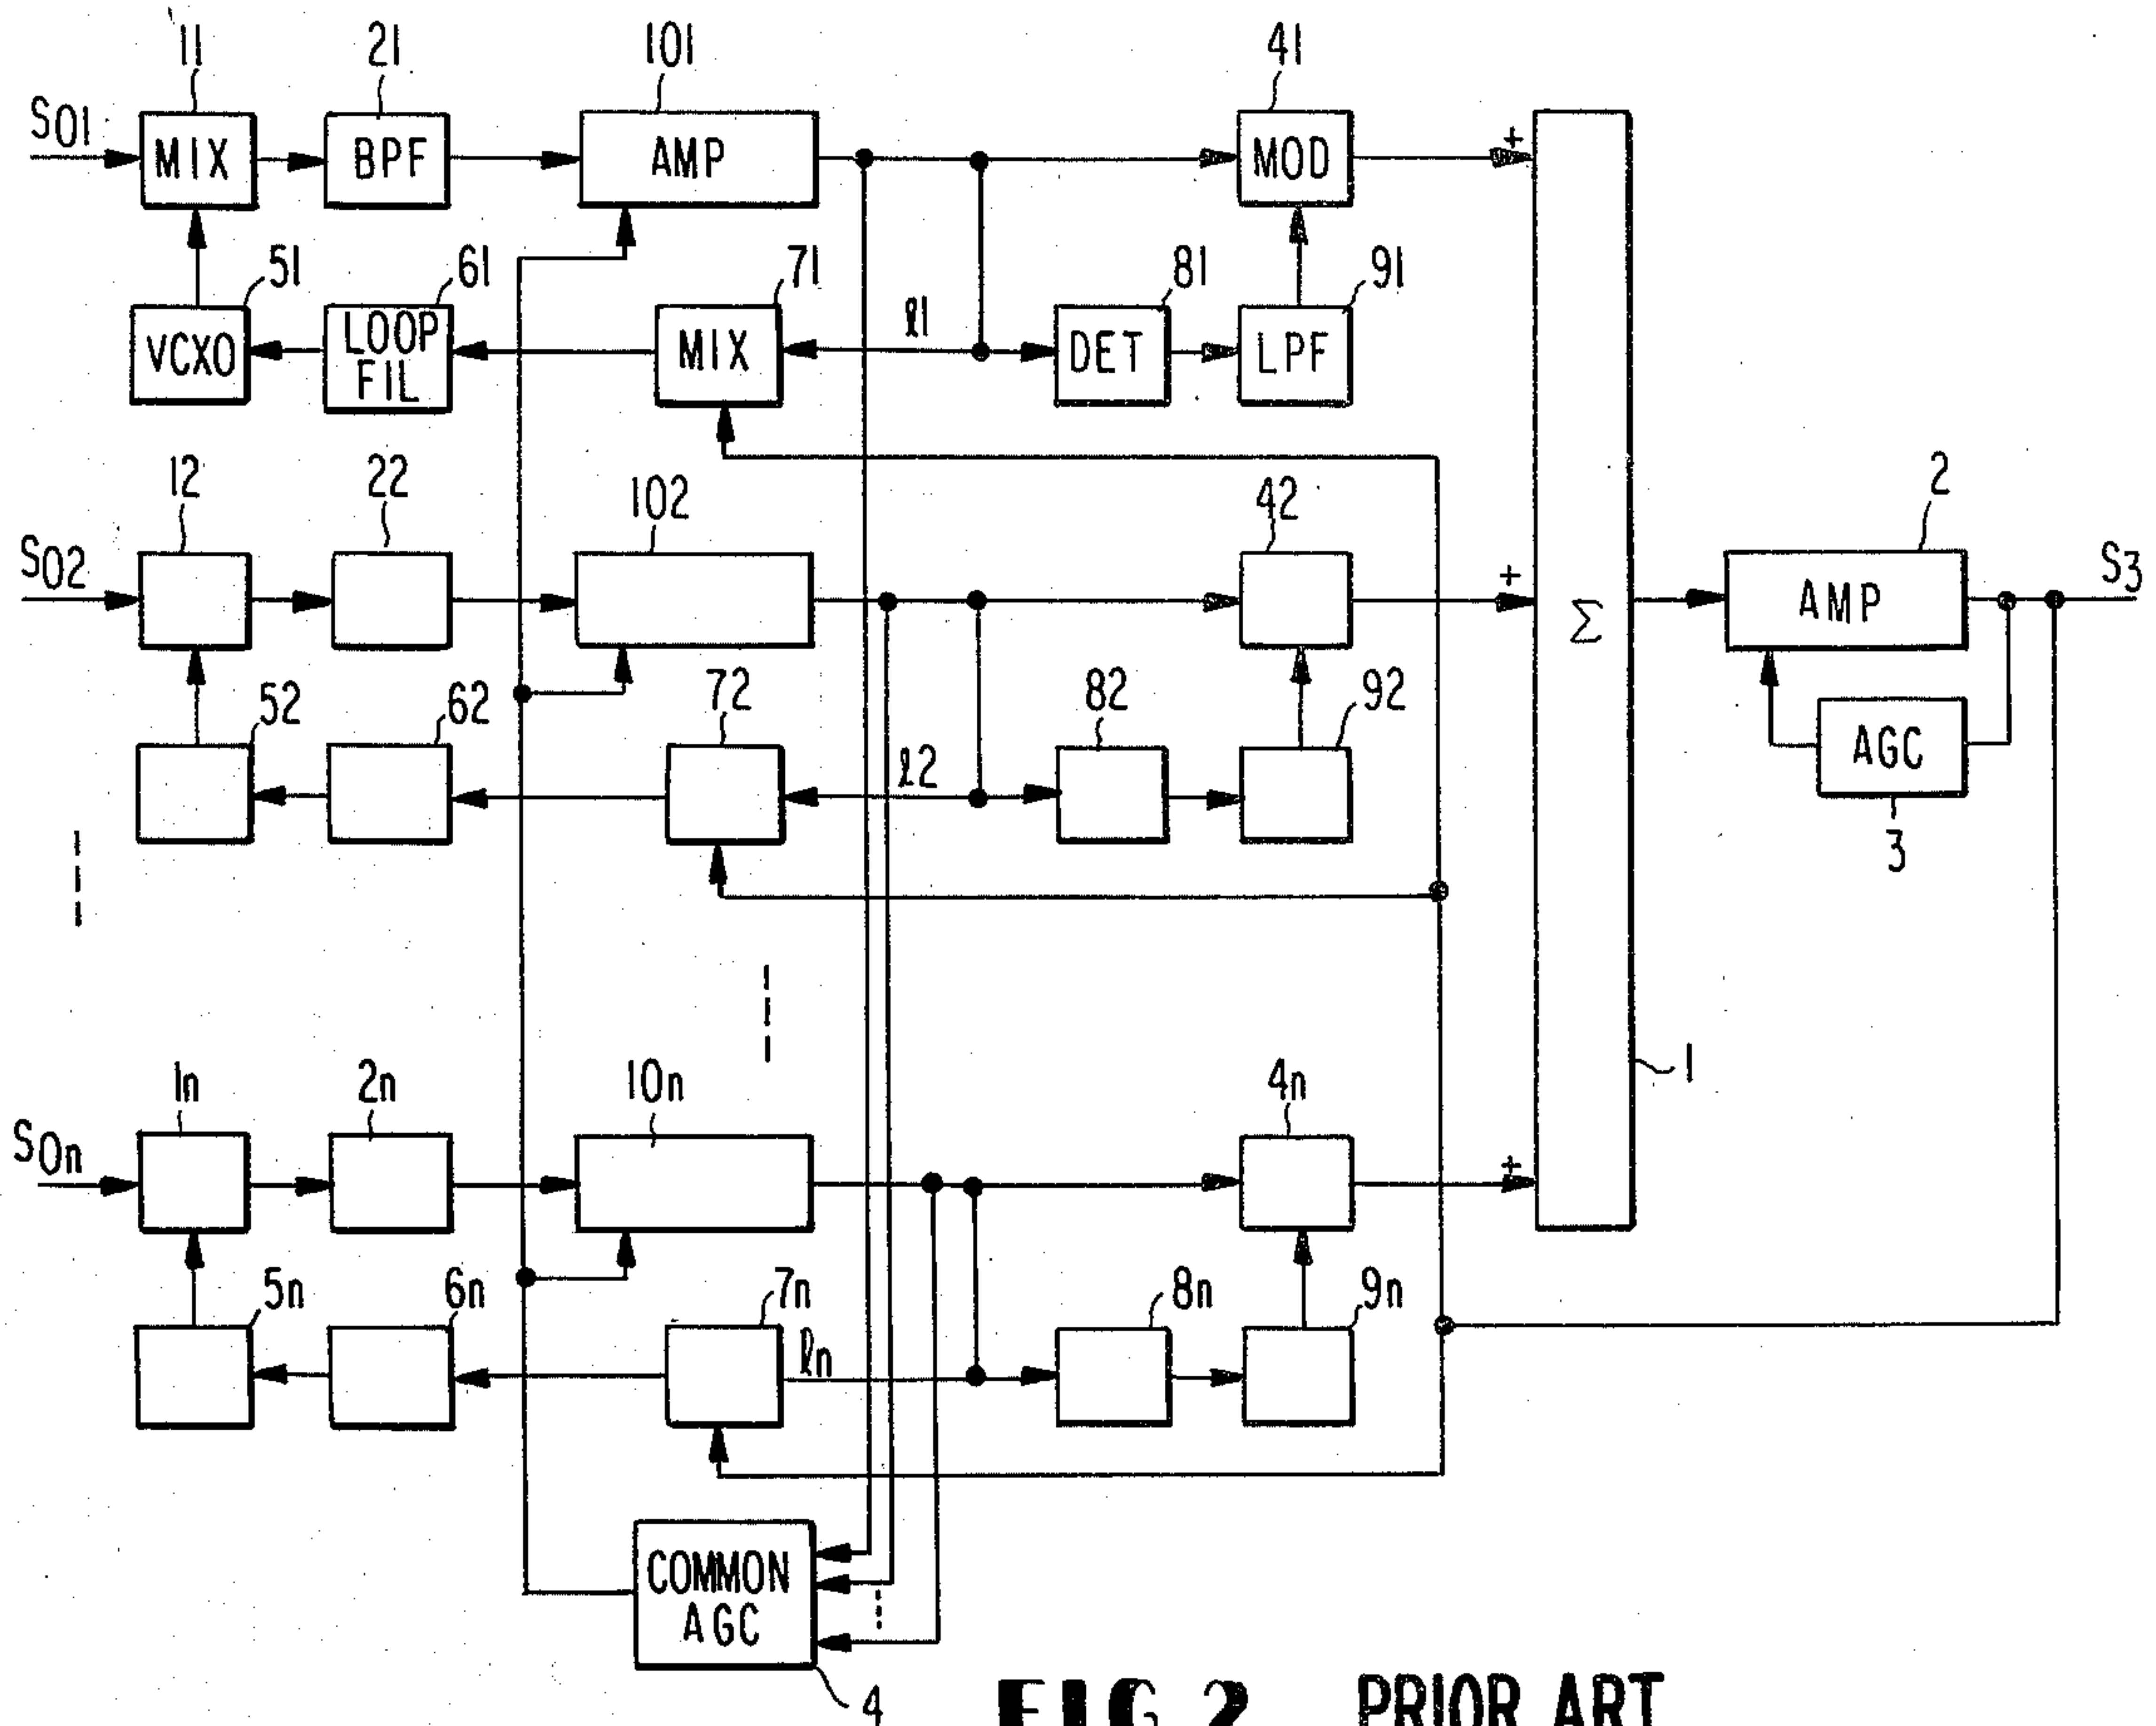 11 21 101 41
S01 MIX BPF AMP MOD +
51 61 71 81 91
VCXO LOOP FIL MIX ℓ1 DET LPF
12 22 102 42 2
S02 + Σ AMP S3
52 62 72 82 92
ℓ2 AGC
3
1n 2n 10n 4n 1
S0n +
5n 6n 7n 8n 9n
ℓn
COMMON
AGC
4
FIG. 2 PRIOR ART